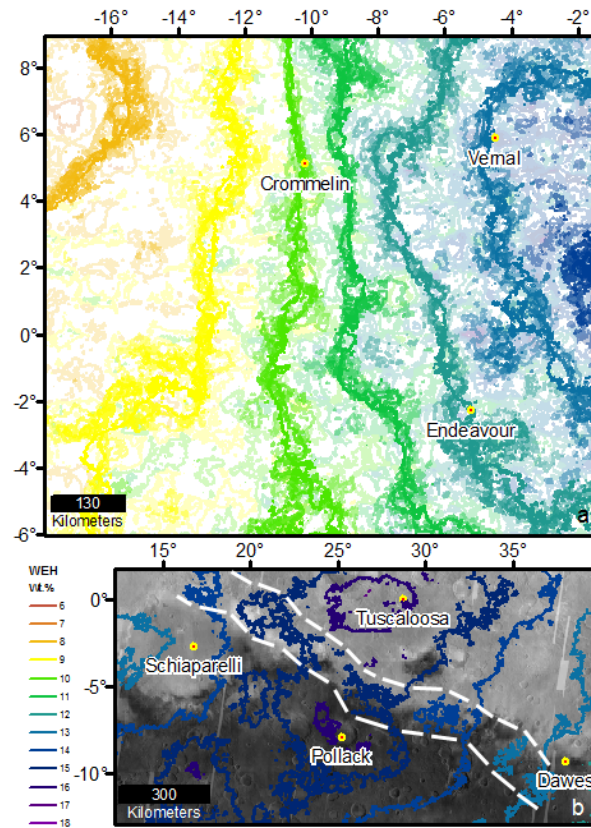 -16° -14° -12° -10° -8° -6° -4° -2°
8°
6°
4°
2°
0°
-2°
-4°
-6°
Vernal
Crommelin
Endeavour
130
Kilometers
a
15° 20° 25° 30° 35°
0°
-5°
-10°
Tuscaloosa
Schiaparelli
Pollack
Dawes
300
Kilometers
b
WEH
Wt.%
6
7
8
9
10
11
12
13
14
15
16
17
18